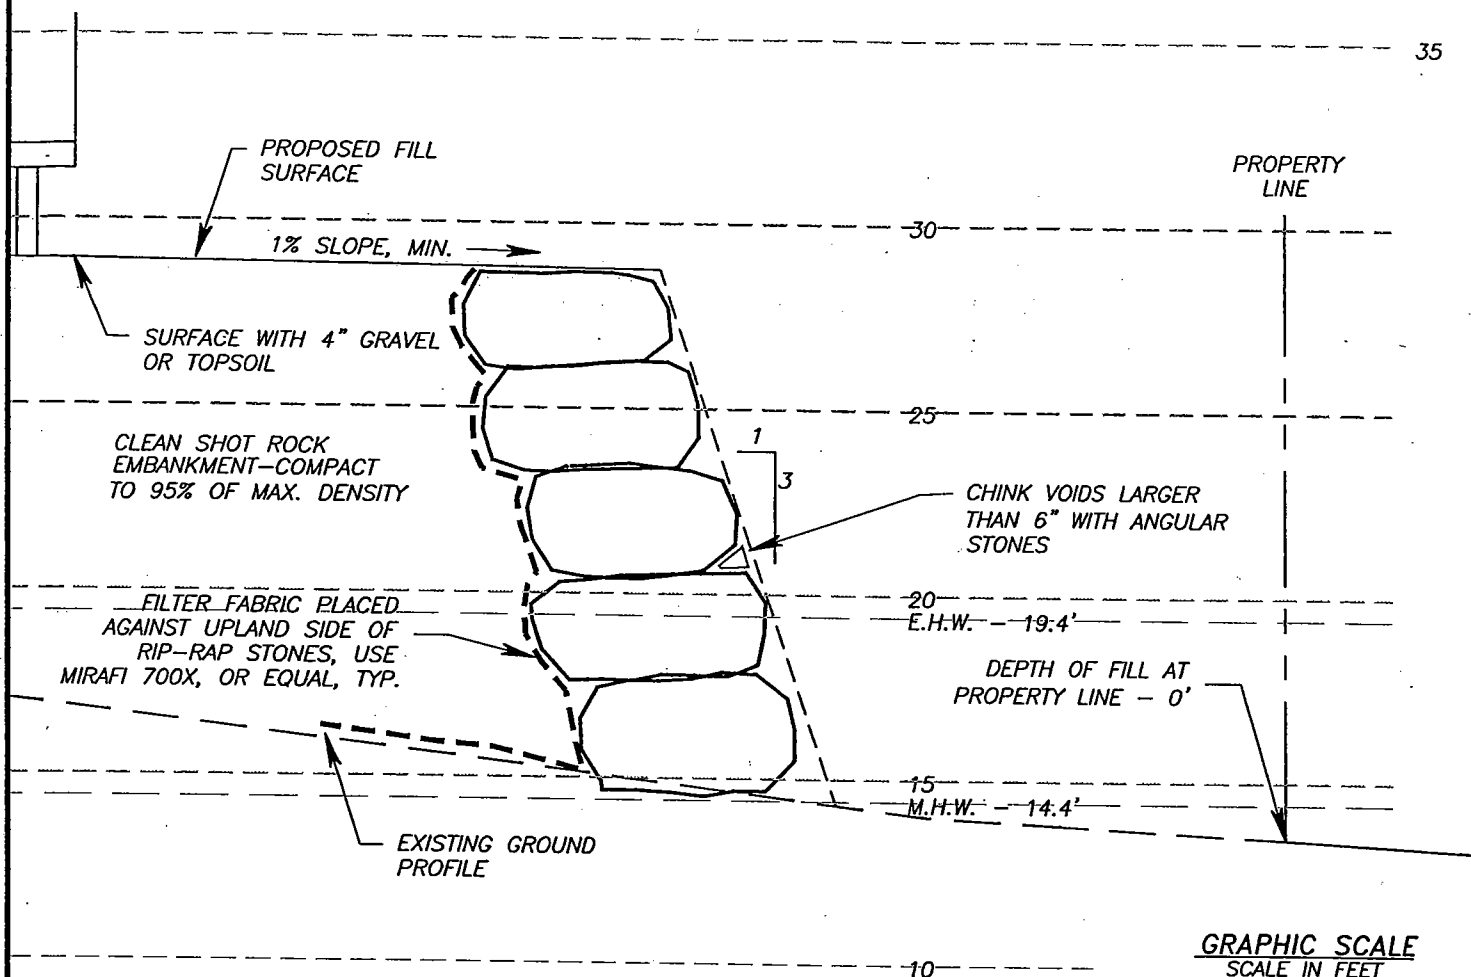 35
PROPOSED FILL
SURFACE
PROPERTY
LINE
30
1% SLOPE, MIN.
SURFACE WITH 4" GRAVEL
OR TOPSOIL
25
CLEAN SHOT ROCK
EMBANKMENT-COMPACT
TO 95% OF MAX. DENSITY
1
3
CHINK VOIDS LARGER
THAN 6" WITH ANGULAR
STONES
20
E.H.W. - 19.4'
FILTER FABRIC PLACED
AGAINST UPLAND SIDE OF
RIP-RAP STONES, USE
MIRAFI 700X, OR EQUAL, TYP.
DEPTH OF FILL AT
PROPERTY LINE - 0'
15
M.H.W. - 14.4'
EXISTING GROUND
PROFILE
10
GRAPHIC SCALE
SCALE IN FEET